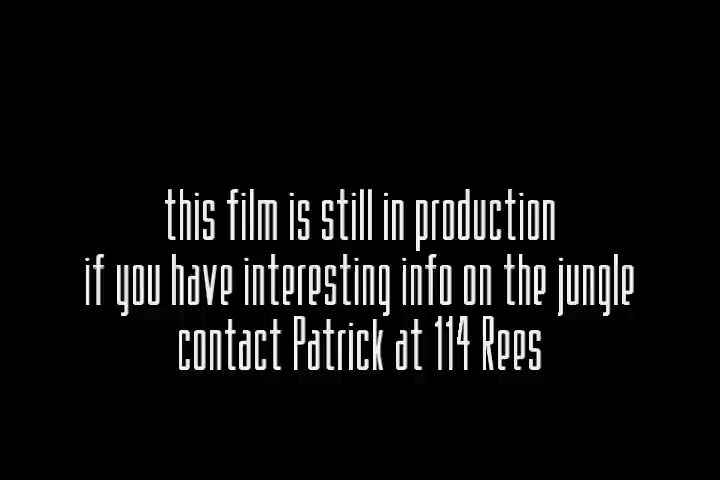 this film is still in production
if you have interesting info on the jungle
contact Patrick at 114 Rees